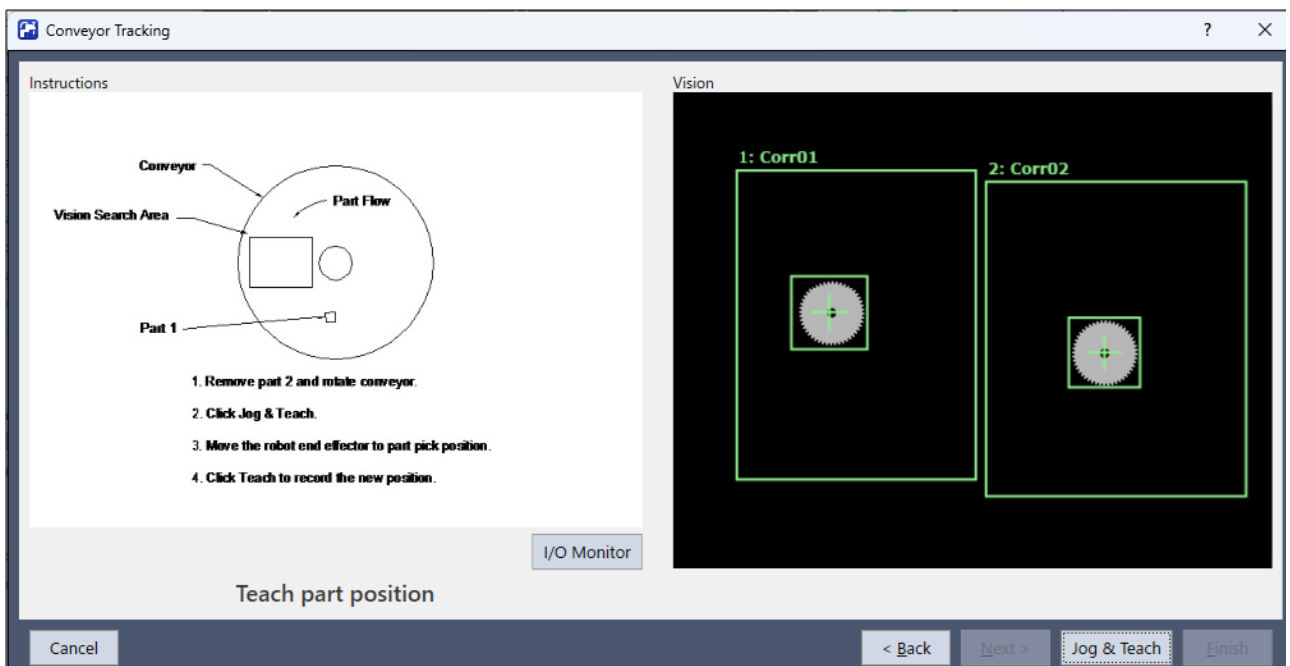 Conveyor Tracking
?
Instructions
Vision
Conveyor
Part Flow
Vision Search Area
Part 1
1. Remove part 2 and rotate conveyor.
2. Click Jog & Teach.
3. Move the robot end effector to part pick position.
4. Click Teach to record the new position.
1: Corr01
2: Corr02
I/O Monitor
Teach part position
Cancel
< Back
Next >
Jog & Teach
Finish